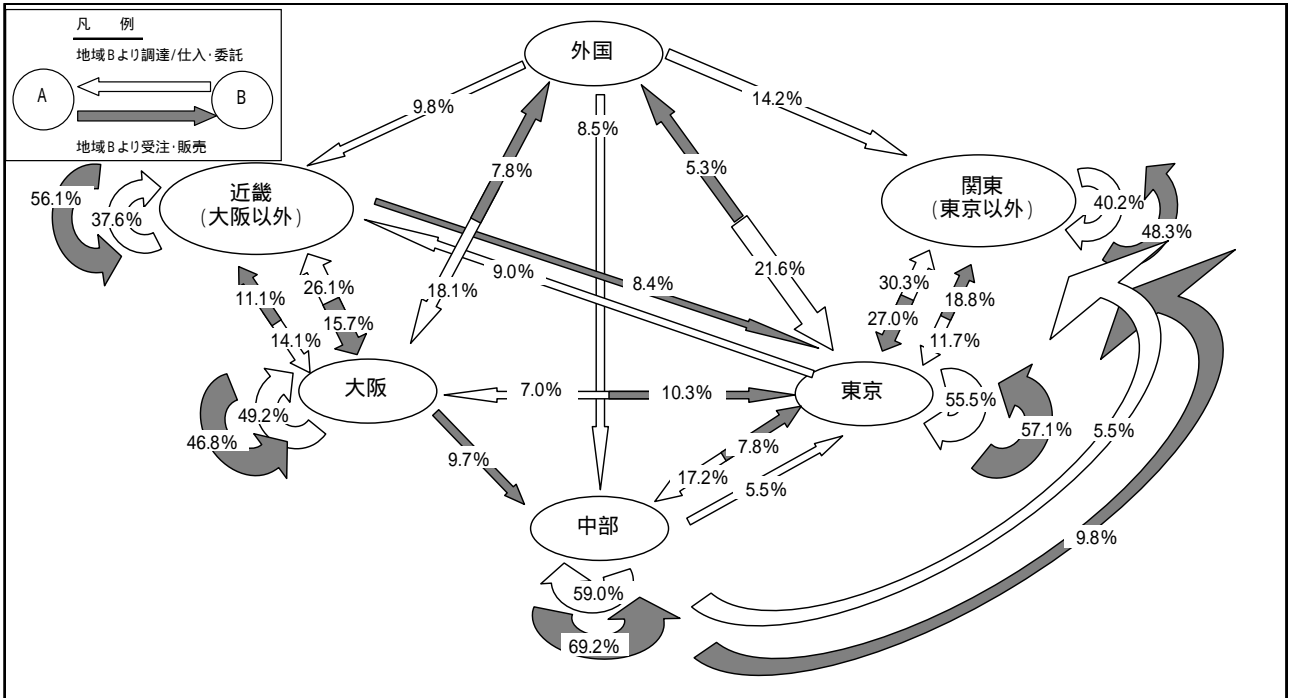 凡 例
地域Bより調達/仕入・委託
A
B
地域Bより受注・販売
外国
9.8%
8.5%
14.2%
7.8%
5.3%
56.1%
37.6%
近畿
(大阪以外)
関東
(東京以外)
40.2%
48.3%
9.0%
8.4%
18.1%
21.6%
11.1%
26.1%
15.7%
14.1%
30.3%
18.8%
27.0%
11.7%
大阪
7.0%
10.3%
東京
49.2%
46.8%
55.5%
57.1%
5.5%
9.7%
7.8%
17.2%
5.5%
中部
9.8%
59.0%
69.2%